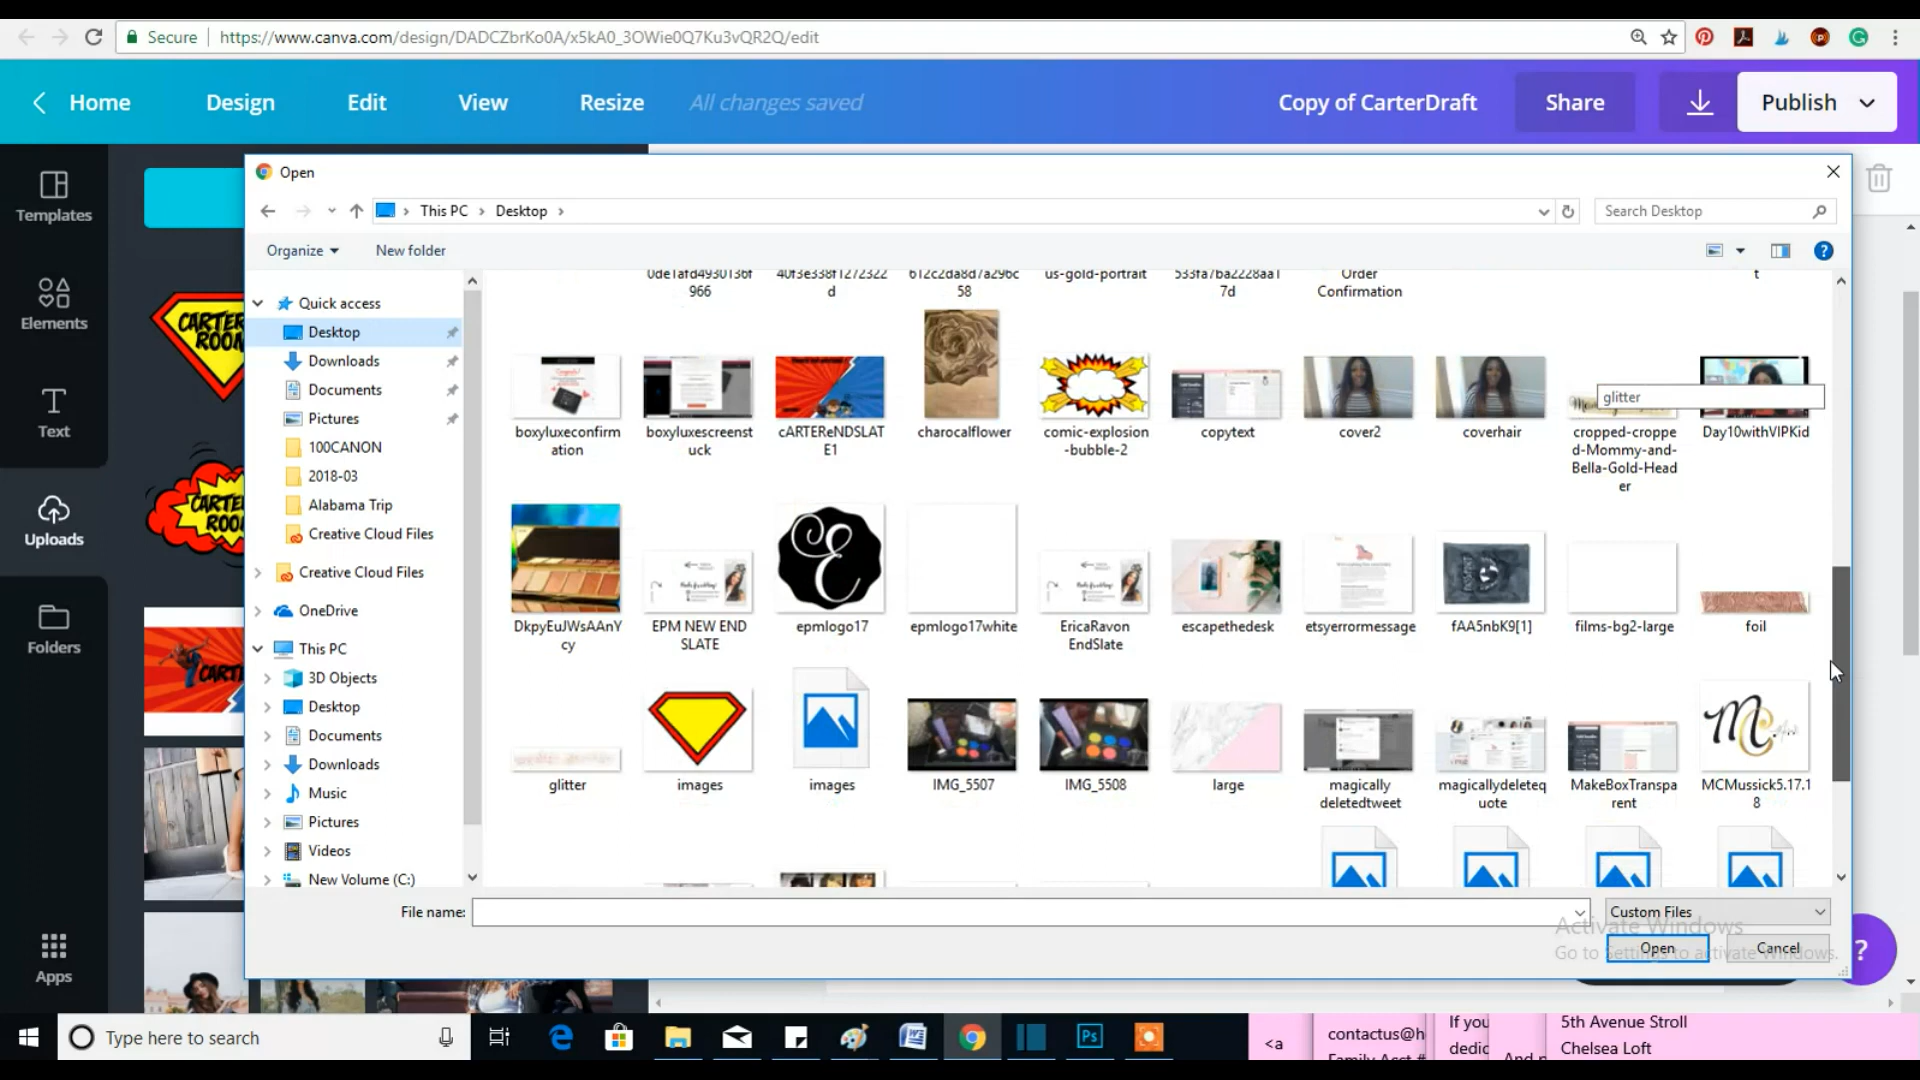 Secure
https://www.canva.com/design/DADCZbrKo0A/x5kA0_3OWie0Q7Ku3vQR2Q/edit
Home
Design
Edit
View
Resize
All changes saved
Copy of CarterDraft
Share
Publish
Templates
Elements
Text
Uploads
Folders
Apps
Open
This PC
Desktop
Search Desktop
Organize
New folder
Quick access
Desktop
Downloads
Documents
Pictures
100CANON
2018-03
Alabama Trip
Creative Cloud Files
Creative Cloud Files
OneDrive
This PC
3D Objects
Desktop
Documents
Downloads
Music
Pictures
Videos
New Volume (C:)
0de1afd4930136f
966
40f3e338f1272322
d
612c2da8d7a296c
58
us-gold-portrait
533fa7ba2228aa1
7d
Order
Confirmation
t
boxyluxeconfirm
ation
boxyluxescreenst
uck
cARTEReNDSLAT
E1
charocalflower
comic-explosion
-bubble-2
copytext
cover2
coverhair
cropped-croppe
d-Mommy-and-
Bella-Gold-Head
er
Day10withVIPKid
glitter
DkpyEuJWsAAnY
cy
EPM NEW END
SLATE
epmlogo17
epmlogo17white
EricaRavon
EndSlate
escapethedesk
etsyerrormessage
fAA5nbK9[1]
films-bg2-large
foil
glitter
images
images
IMG_5507
IMG_5508
large
magically
deletedtweet
magicallydeleteq
uote
MakeBoxTranspa
rent
MCMussick5.17.1
8
File name:
Custom Files
Open
Cancel
Activate Windows
Go to Settings to activate Windows.
?
Type here to search
<a
contactus@h
Family Acct #
If you
dedic
And n
5th Avenue Stroll
Chelsea Loft